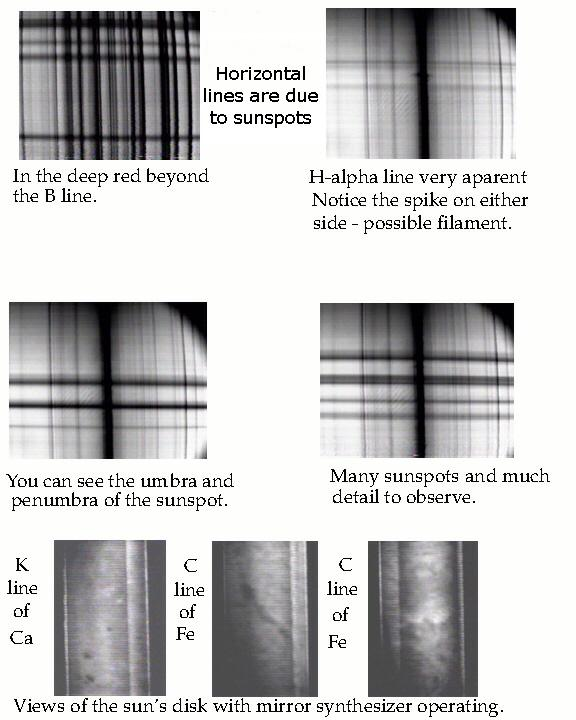 Horizontal
lines are due
to sunspots
In the deep red beyond
the B line.
H-alpha line very aparent
Notice the spike on either
side - possible filament.
You can see the umbra and
penumbra of the sunspot.
Many sunspots and much
detail to observe.
K
line
of
Ca
C
line
of
Fe
C
line
of
Fe
Views of the sun's disk with mirror synthesizer operating.